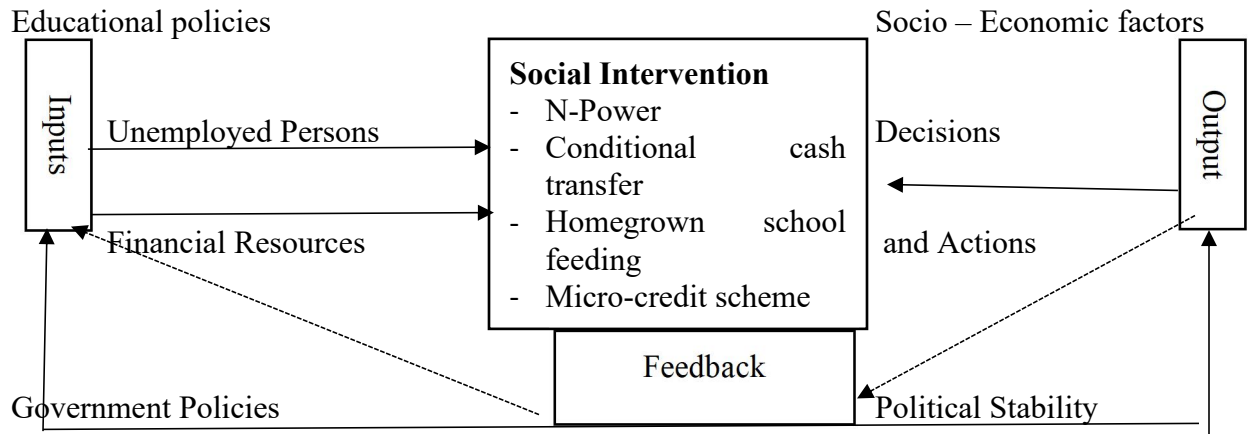 Educational policies
Socio – Economic factors
Inputs
Unemployed Persons
Financial Resources
Social Intervention
- N-Power
- Conditional cash
transfer
- Homegrown school
feeding
- Micro-credit scheme
Decisions
and Actions
Output
Feedback
Government Policies
Political Stability